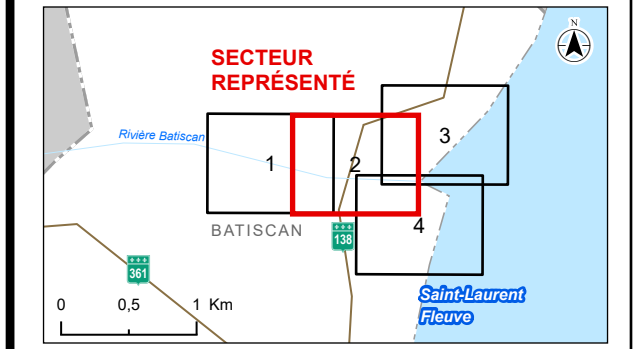 N
SECTEUR
REPRÉSENTÉ
Rivière Batiscan
1
2
3
4
BATISCAN
138
361
0 0,5 1 Km
Saint-Laurent
Fleuve